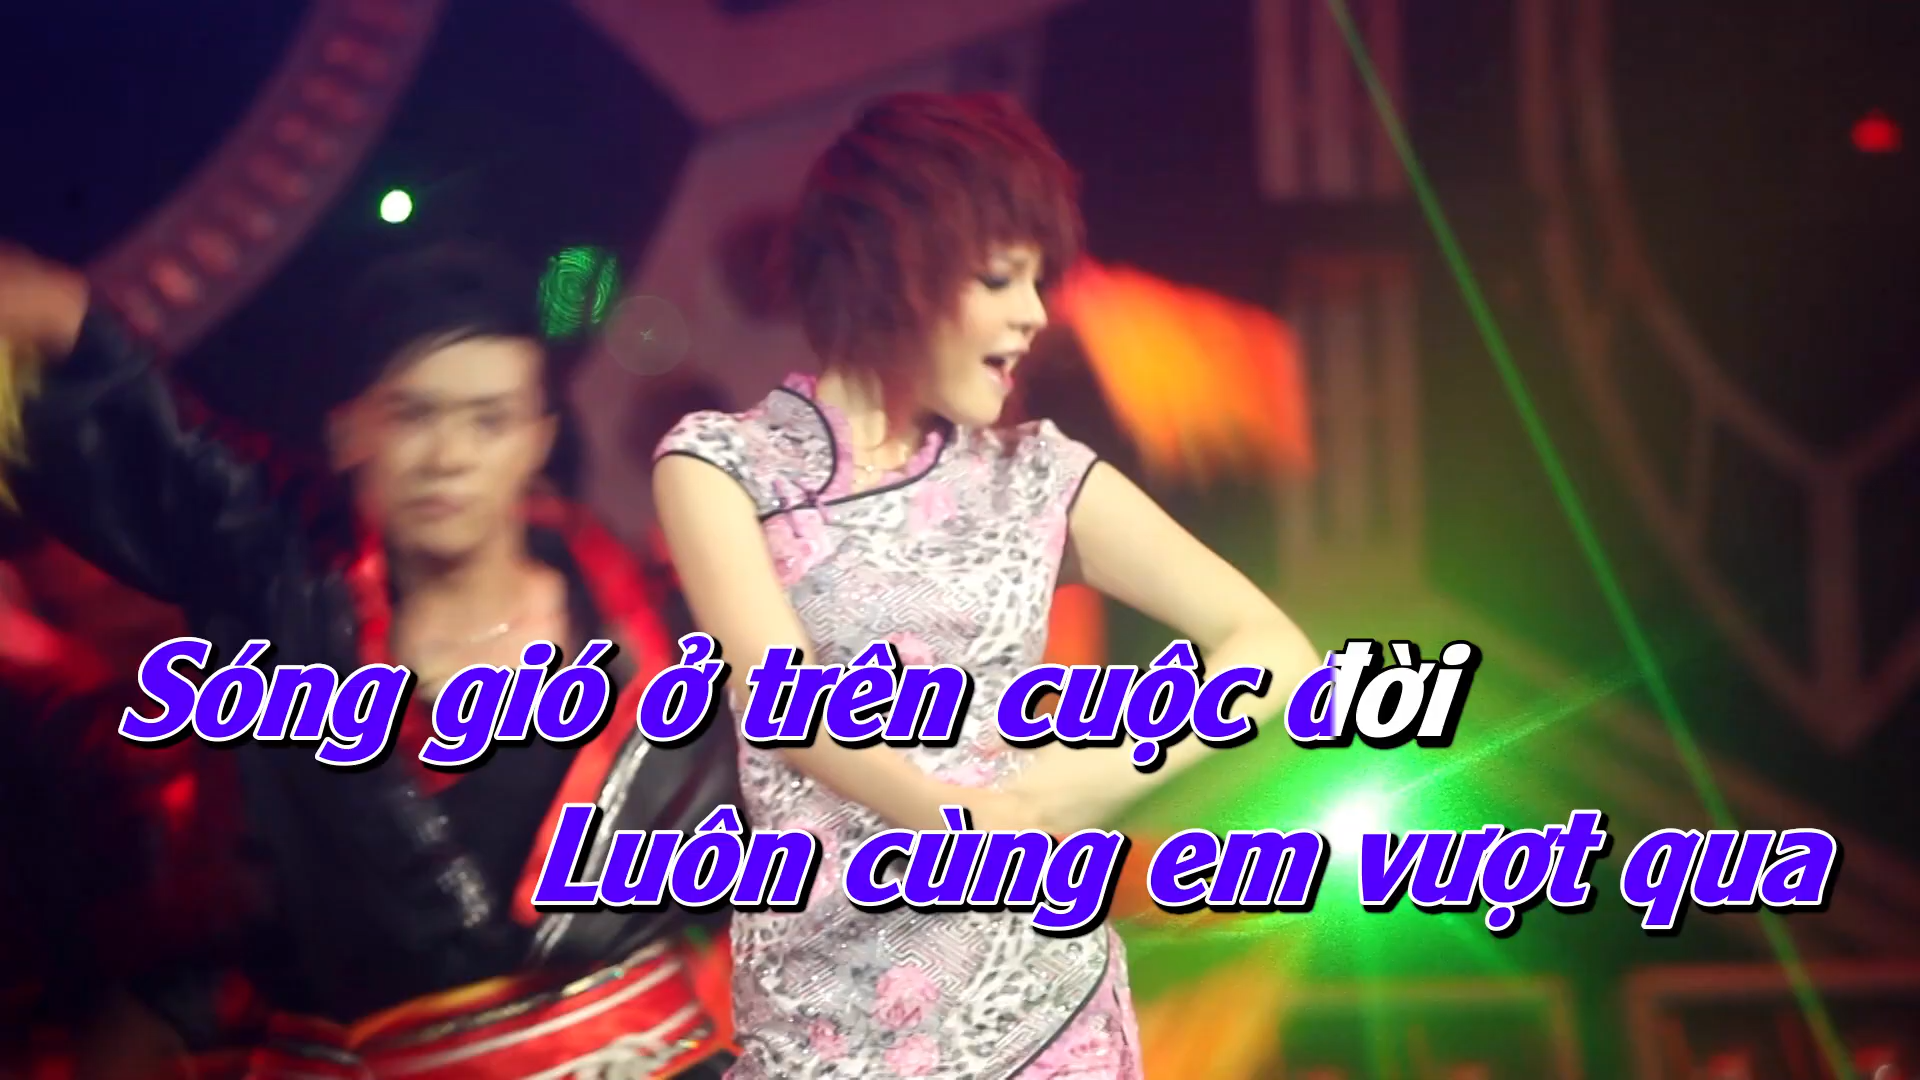 Sóng gió ở trên cuộc đời
Luôn cùng em vượt qua